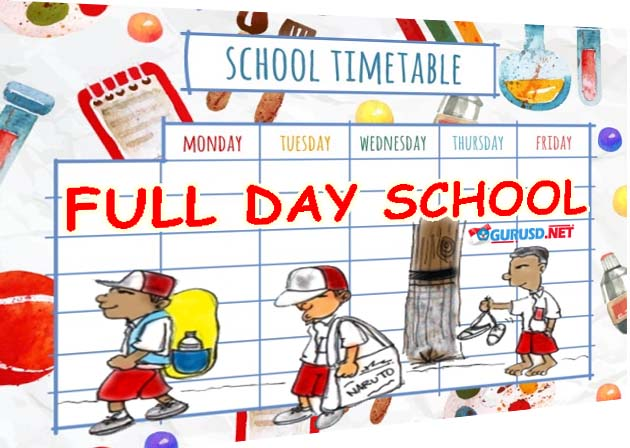 SCHOOL TIMETABLE
MONDAY TUESDAY WEDNESDAY THURSDAY FRIDAY
FULL DAY SCHOOL
GURUSD.NET
NARUTO